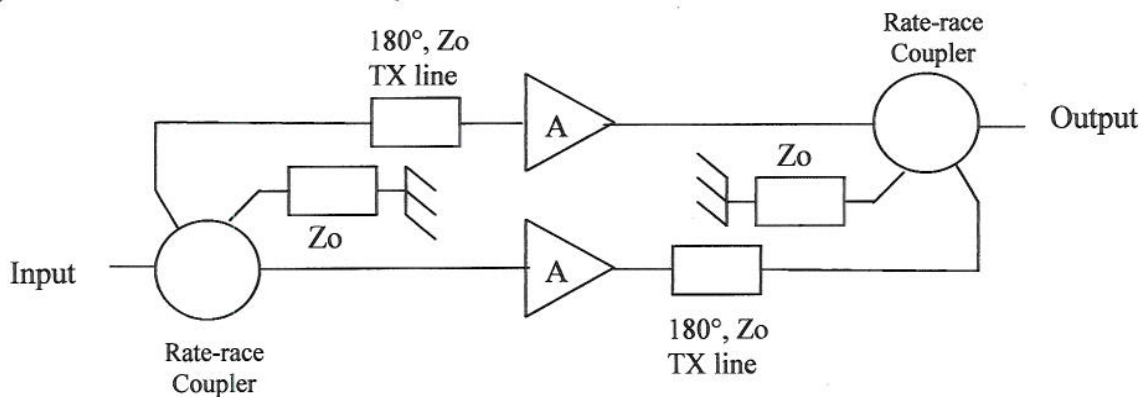 Rate-race
Coupler
180°, Zo
TX line
A
Output
Zo
Zo
A
Input
180°, Zo
TX line
Rate-race
Coupler